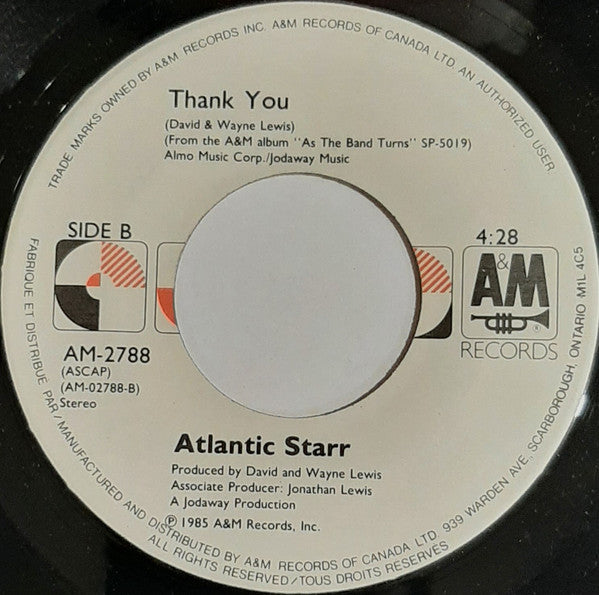 TRADE MARKS OWNED BY A&M RECORDS INC. A&M RECORDS OF CANADA LTD. AN AUTHORIZED USER.
Thank You
(David & Wayne Lewis)
(From the A&M album "As The Band Turns" SP-5019)
Almo Music Corp./Jodaway Music
SIDE B
4:28
A&M
®
RECORDS
AM-2788
(ASCAP)
(AM-02788-B)
Stereo
Atlantic Starr
Produced by David and Wayne Lewis
Associate Producer: Jonathan Lewis
A Jodaway Production
℗ 1985 A&M Records, Inc.
FABRIQUE ET DISTRIBUÉ PAR/MANUFACTURED AND DISTRIBUTED BY A&M RECORDS OF CANADA LTD. 939 WARDEN AVE., SCARBOROUGH, ONTARIO M1L 4C5
ALL RIGHTS RESERVED/TOUS DROITS RESERVÉS